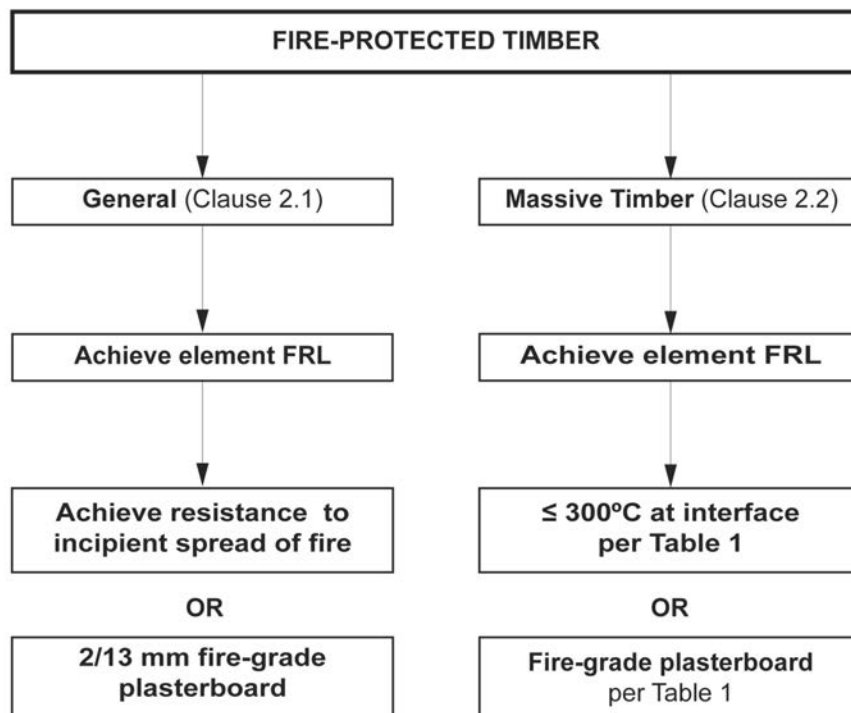 FIRE-PROTECTED TIMBER
General (Clause 2.1)
Achieve element FRL
Achieve resistance to
incipient spread of fire
OR
2/13 mm fire-grade
plasterboard
Massive Timber (Clause 2.2)
Achieve element FRL
≤ 300ºC at interface
per Table 1
OR
Fire-grade plasterboard
per Table 1